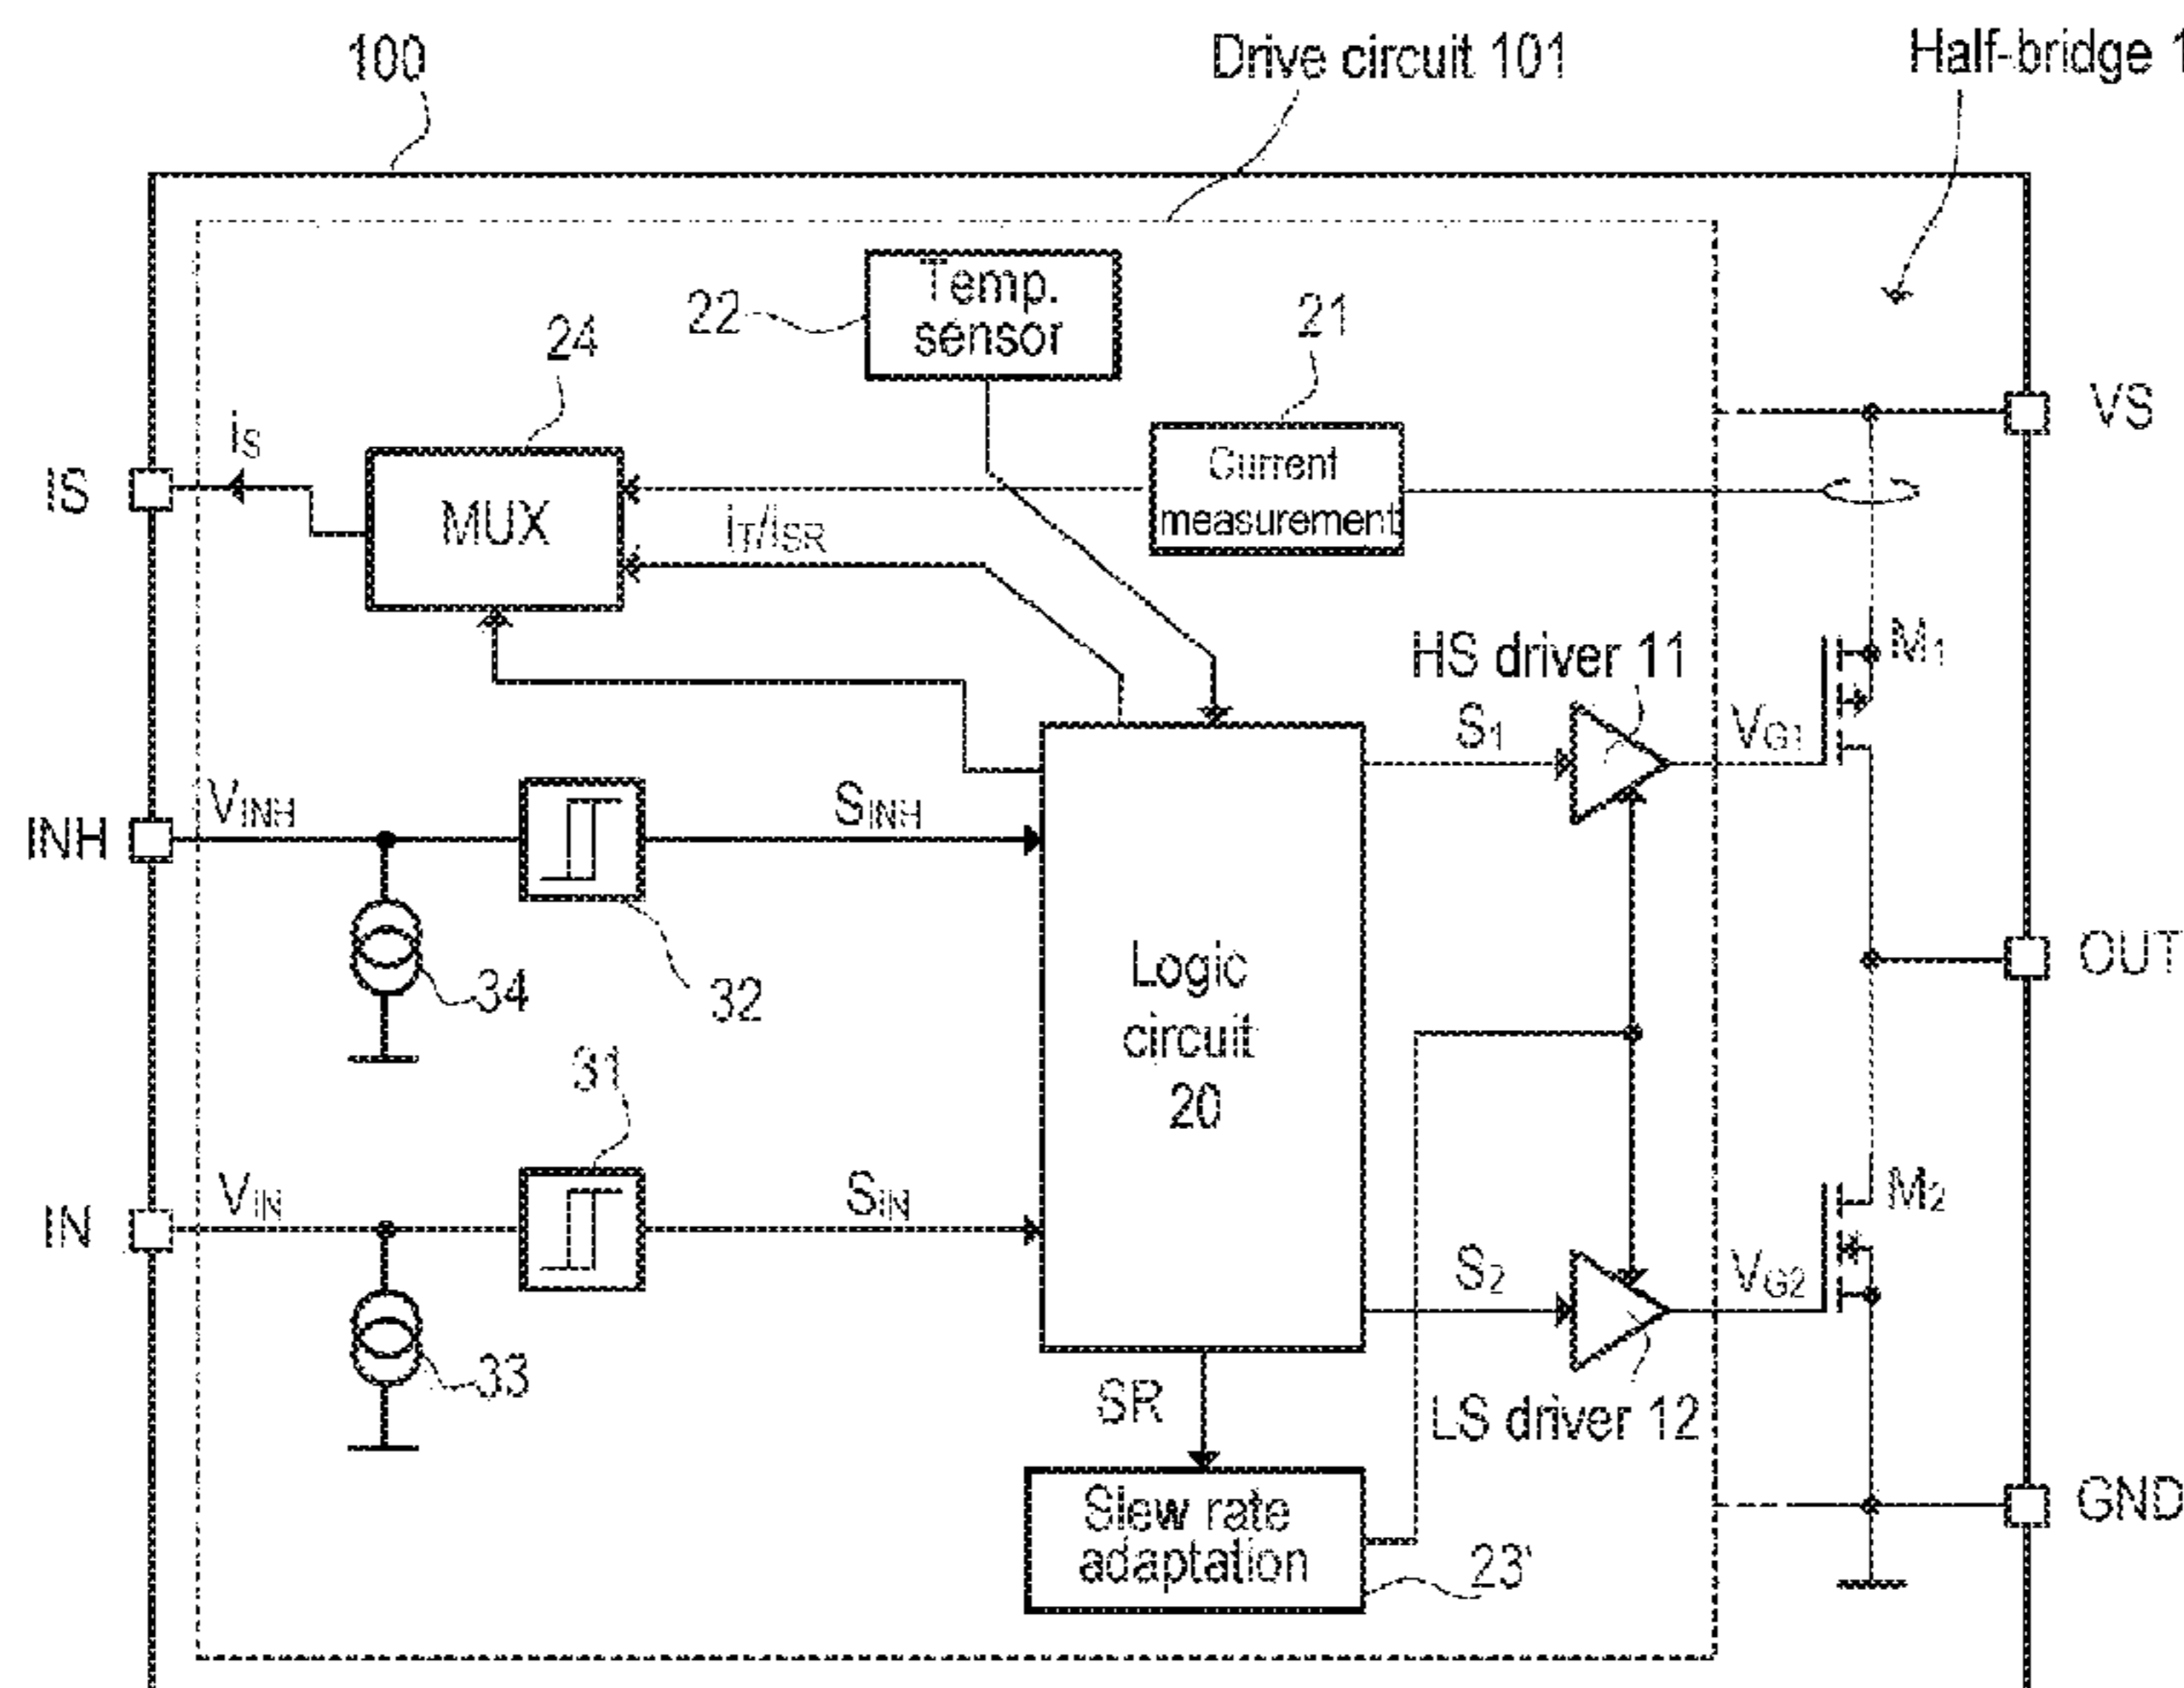 100
Drive circuit 101
Half-bridge 1
Temp.
sensor
22
21
24
VS
iS
Current
measurement
IS
MUX
iT/iSR
HS driver 11
M1
S1
VG1
VINH
SINH
INH
Logic
circuit
20
OUT
34
32
31
VIN
SIN
IN
M2
S2
VG2
33
SR
LS driver 12
Slew rate
adaptation
GND
23'